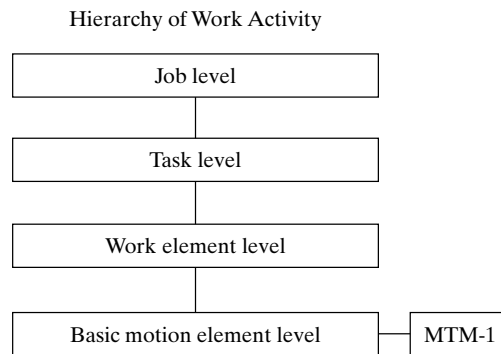 Hierarchy of Work Activity
Job level
Task level
Work element level
Basic motion element level
MTM-1